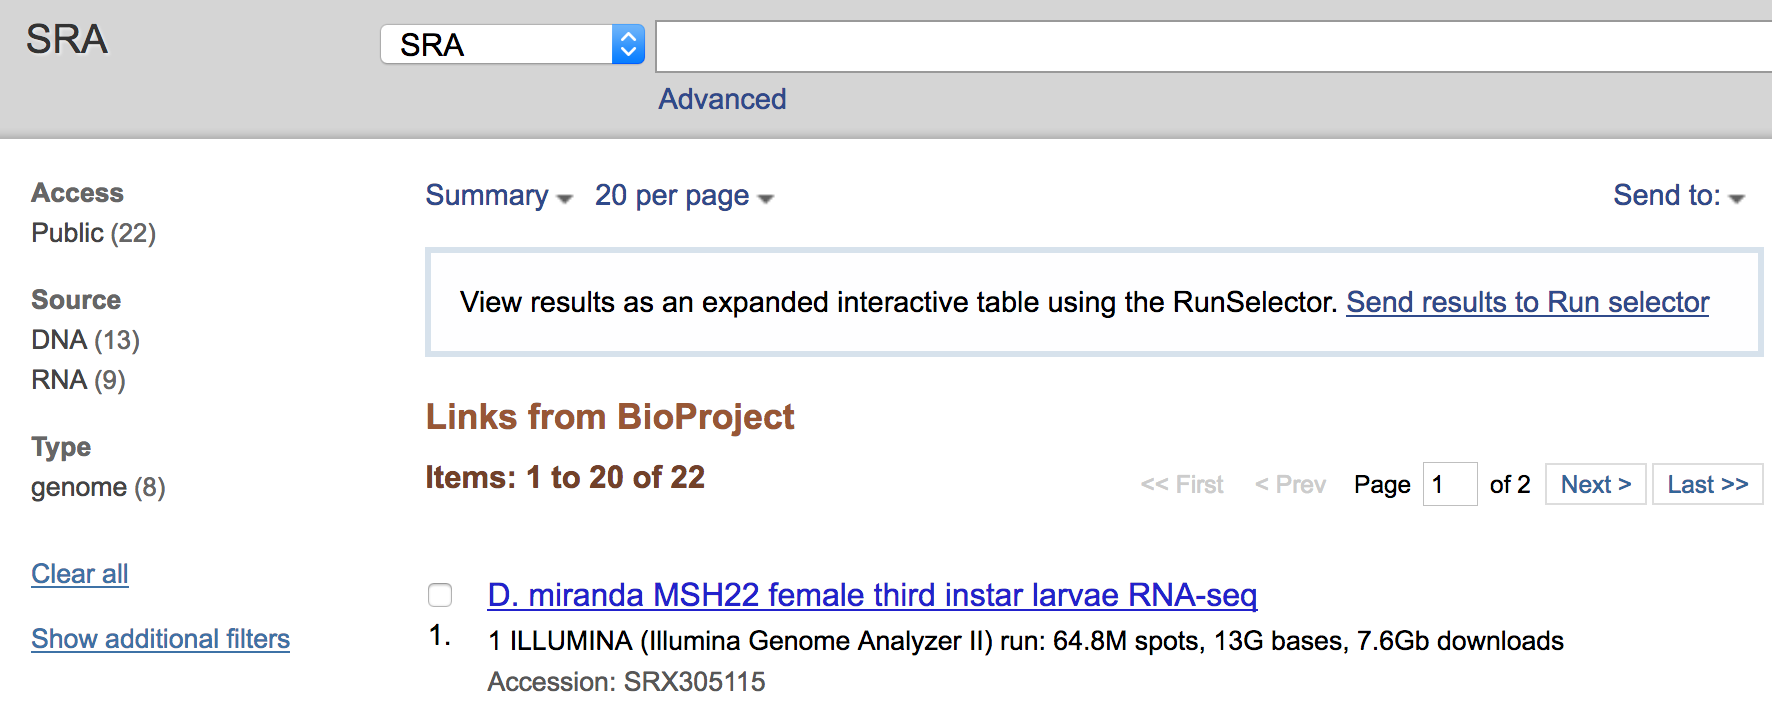 SRA
SRA
Advanced
Access
Public (22)
Source
DNA (13)
RNA (9)
Type
genome (8)
Clear all
Show additional filters
Summary 20 per page Send to:
View results as an expanded interactive table using the RunSelector. Send results to Run selector
Links from BioProject
Items: 1 to 20 of 22
<< First < Prev Page 1 of 2 Next > Last >>
D. miranda MSH22 female third instar larvae RNA-seq
1. 1 ILLUMINA (Illumina Genome Analyzer II) run: 64.8M spots, 13G bases, 7.6Gb downloads
Accession: SRX305115